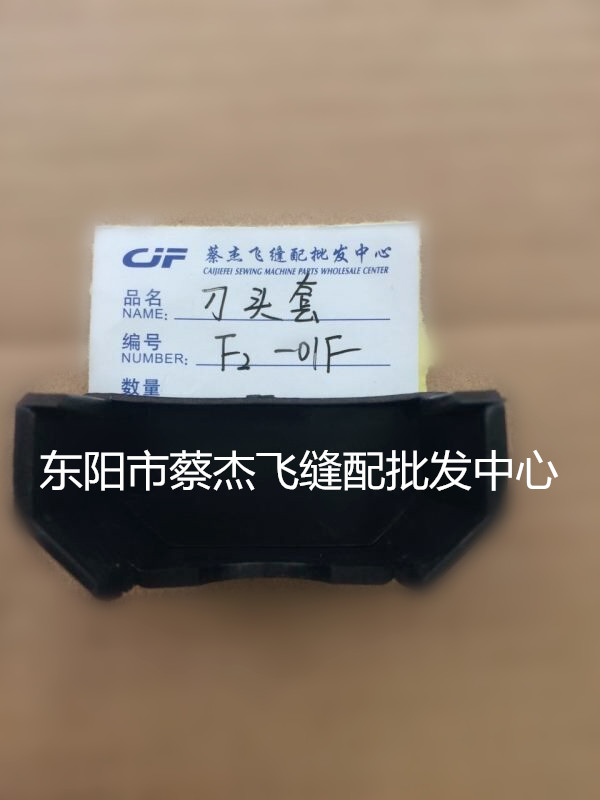 CJF 蔡杰飞缝配批发中心
CAIJIEFEI SEWING MACHINE PARTS WHOLESALE CENTER
品名
NAME: 刀头套
编号
NUMBER: F2-01F
数量
东阳市蔡杰飞缝配批发中心